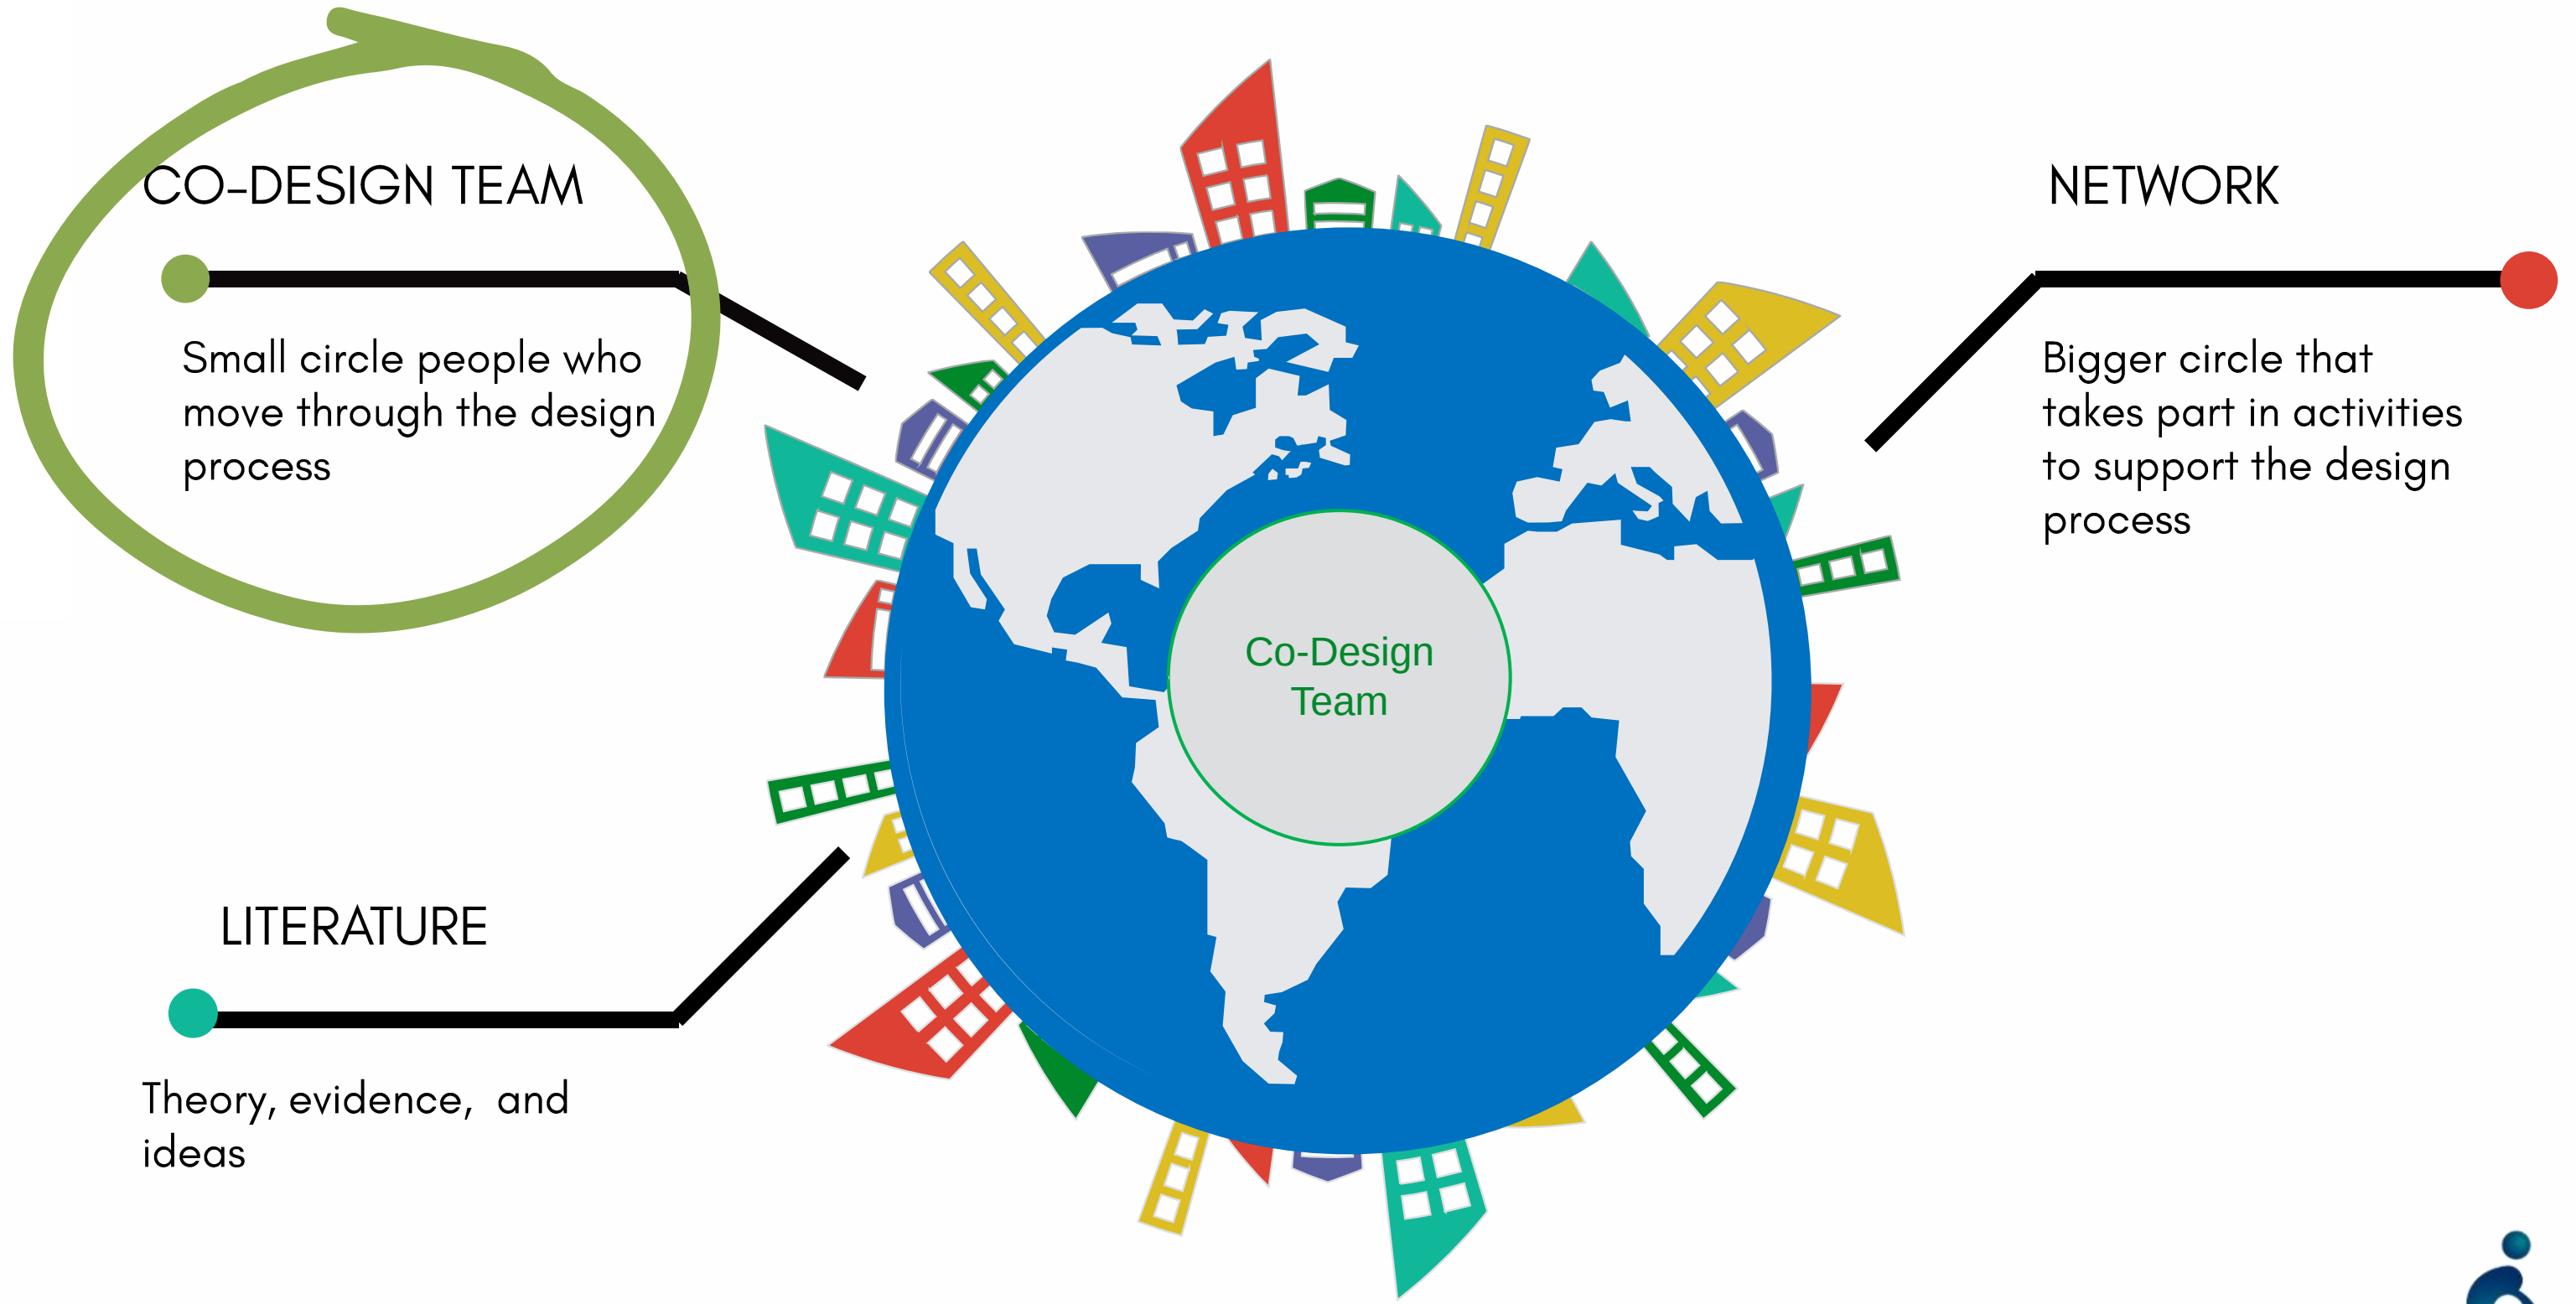 CO-DESIGN TEAM
Small circle people who
move through the design
process
NETWORK
Bigger circle that
takes part in activities
to support the design
process
Co-Design
Team
LITERATURE
Theory, evidence, and
ideas